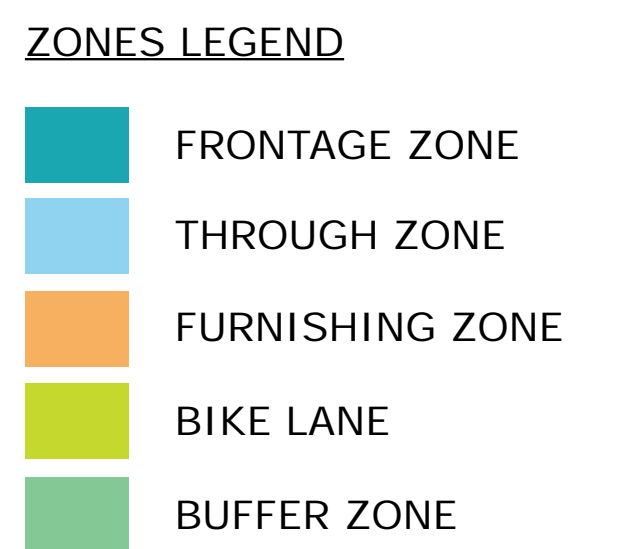 ZONES LEGEND
FRONTAGE ZONE
THROUGH ZONE
FURNISHING ZONE
BIKE LANE
BUFFER ZONE